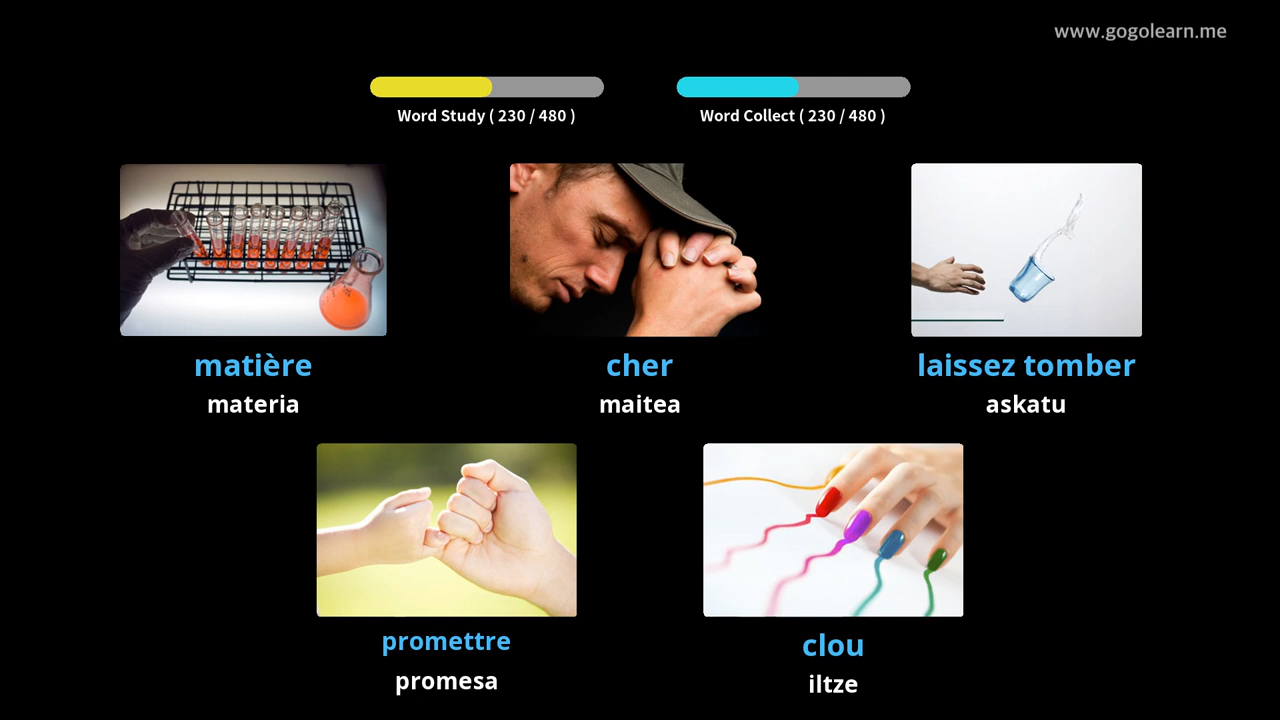 www.gogolearn.me
Word Study ( 230 / 480 )
Word Collect ( 230 / 480 )
matière
materia
cher
maitea
laissez tomber
askatu
promettre
promesa
clou
iltze